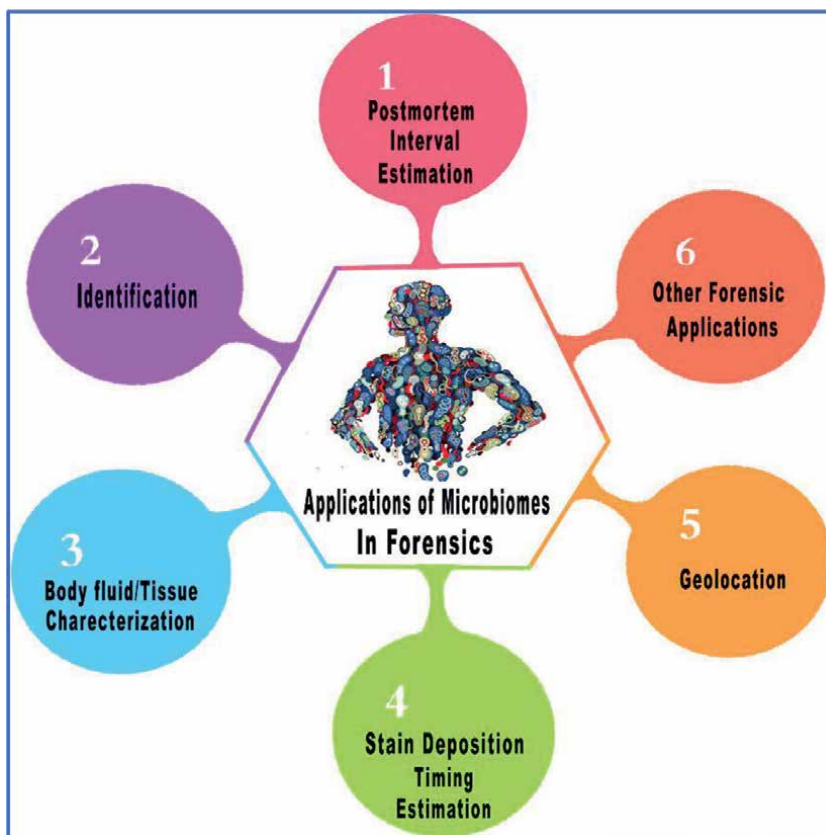 1
Postmortem
Interval
Estimation
2
Identification
3
Body fluid/Tissue
Charecterization
4
Stain Deposition
Timing
Estimation
5
Geolocation
6
Other Forensic
Applications
Applications of Microbiomes
In Forensics